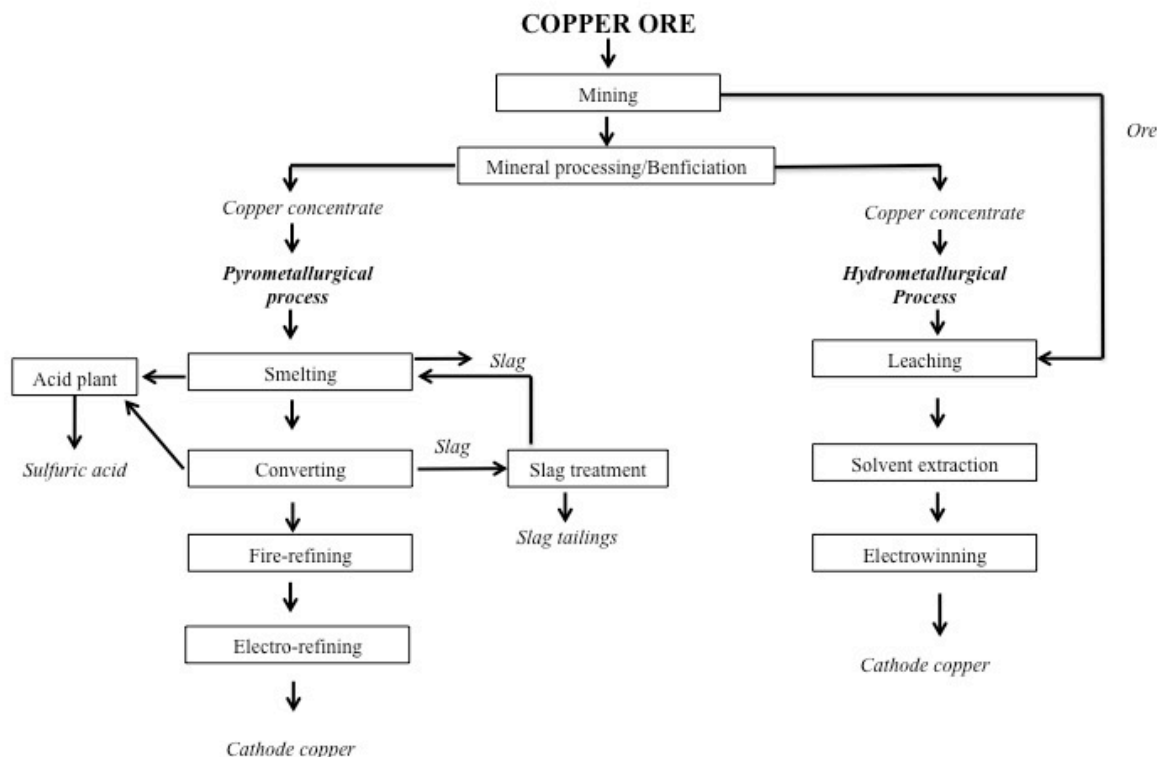 COPPER ORE
Mining
Ore
Mineral processing/Benficiation
Copper concentrate
Copper concentrate
Pyrometallurgical
process
Hydrometallurgical
Process
Smelting
Slag
Leaching
Acid plant
Sulfuric acid
Converting
Slag
Slag treatment
Solvent extraction
Slag tailings
Fire-refining
Electrowinning
Electro-refining
Cathode copper
Cathode copper